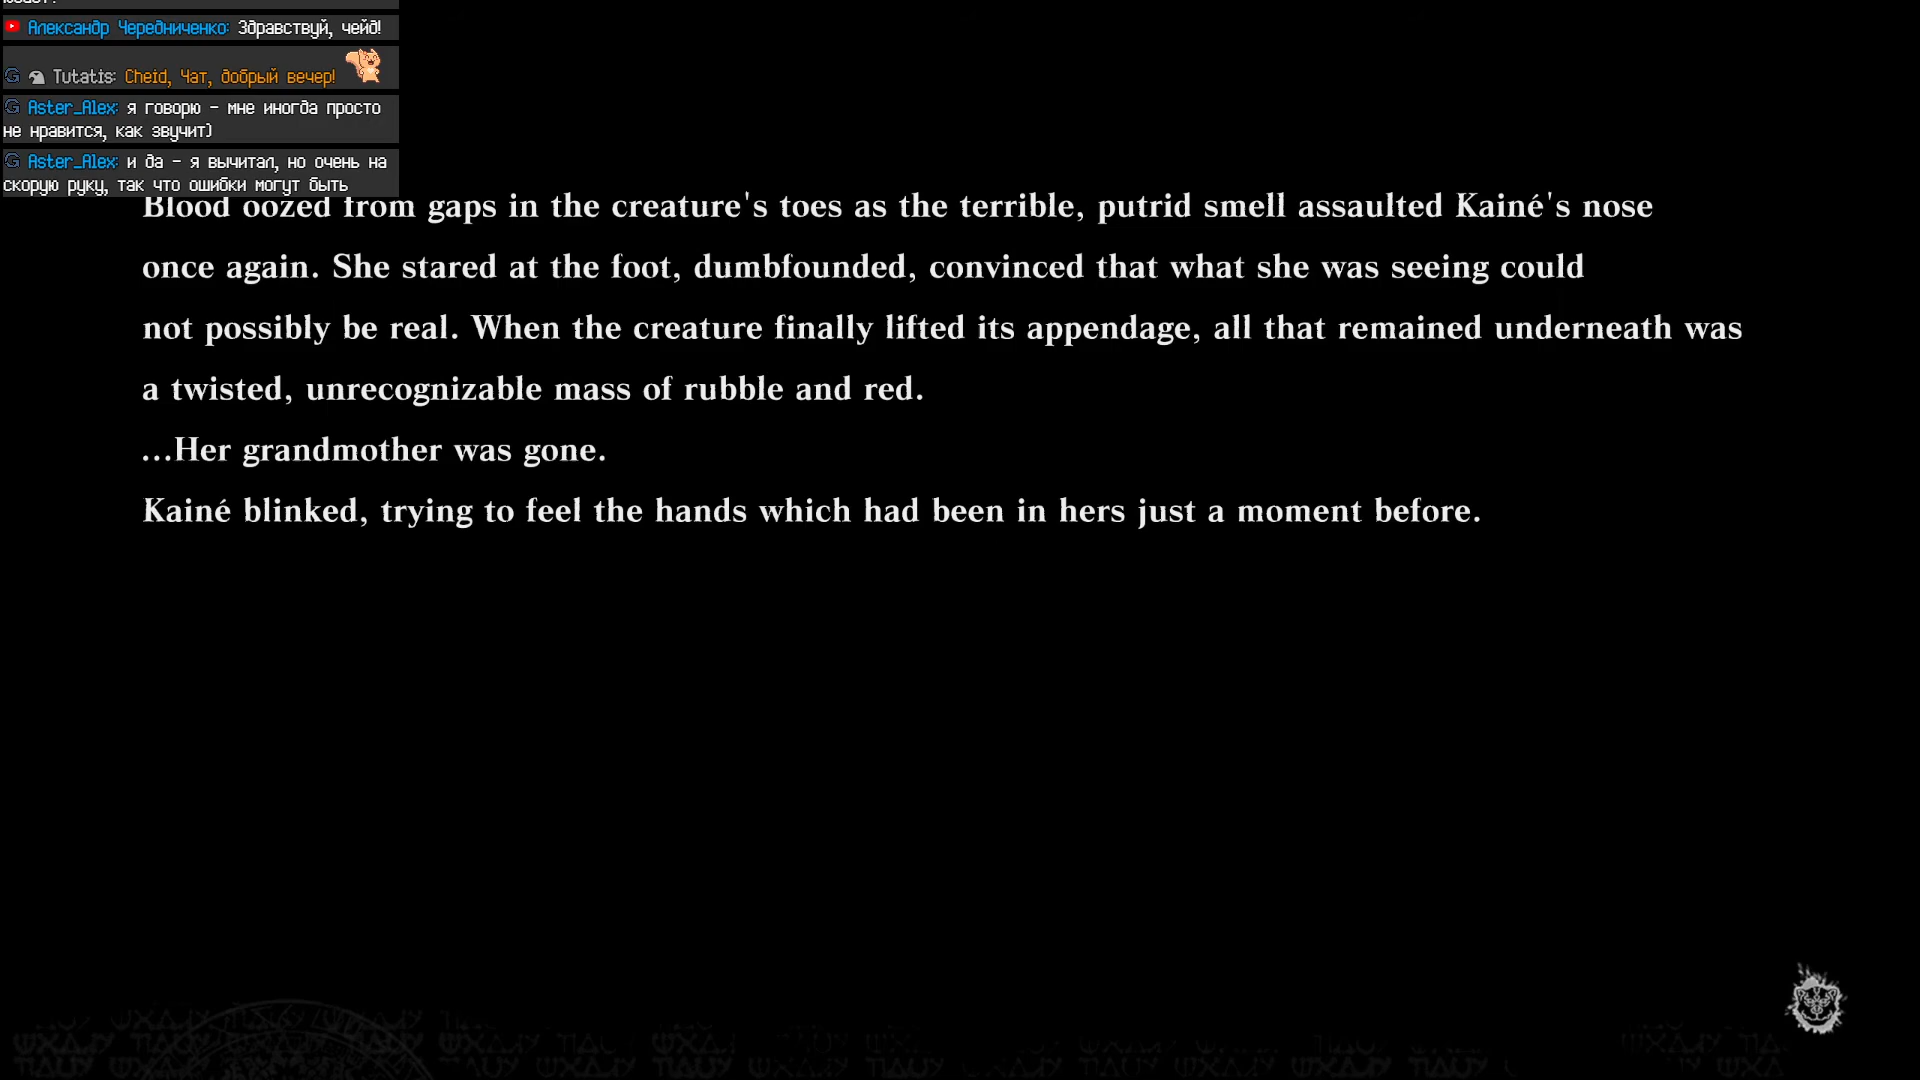 Александр Чередниченко: Здравствуй, чейд!
Tutatis: Cheid, Чат, добрый вечер!
Aster_Alex: я говорю - мне иногда просто
не нравится, как звучит)
Aster_Alex: и да - я вычитал, но очень на
скорую руку, так что ошибки могут быть
Blood oozed from gaps in the creature's toes as the terrible, putrid smell assaulted Kainé's nose
once again. She stared at the foot, dumbfounded, convinced that what she was seeing could
not possibly be real. When the creature finally lifted its appendage, all that remained underneath was
a twisted, unrecognizable mass of rubble and red.
...Her grandmother was gone.
Kainé blinked, trying to feel the hands which had been in hers just a moment before.